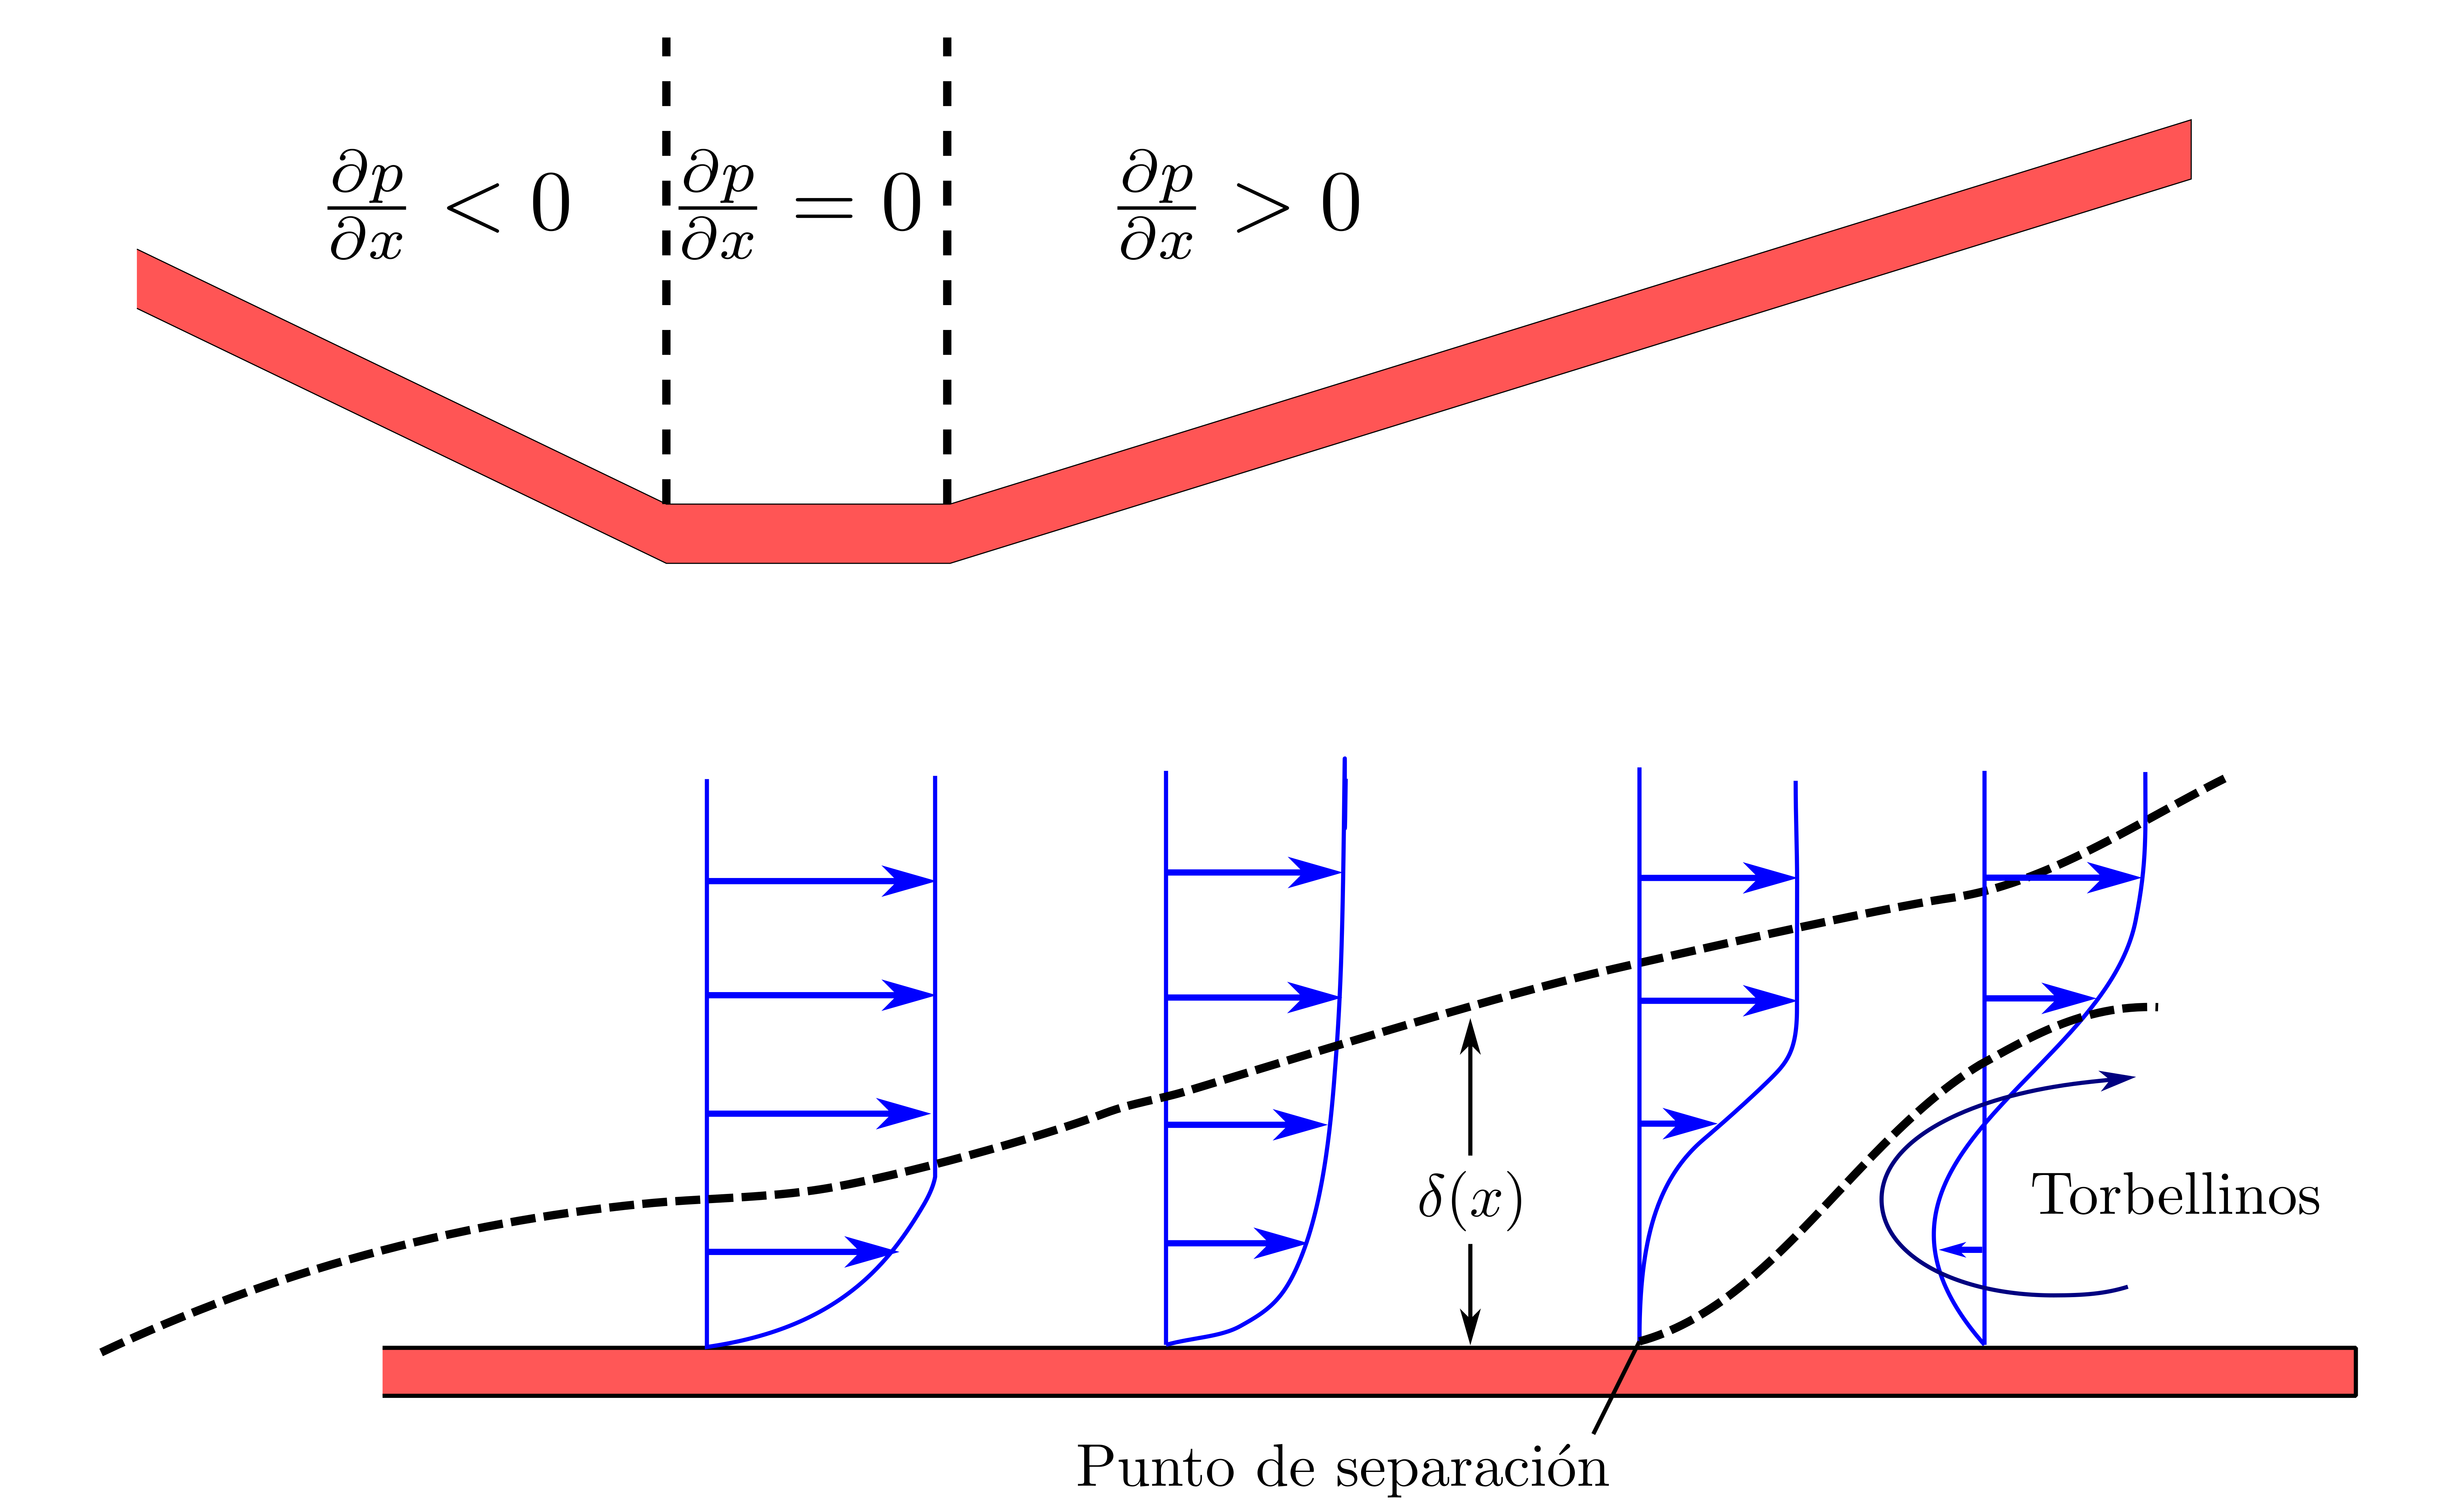 ∂p/∂x < 0 ∂p/∂x = 0 ∂p/∂x > 0
δ(x)
Torbellinos
Punto de separación